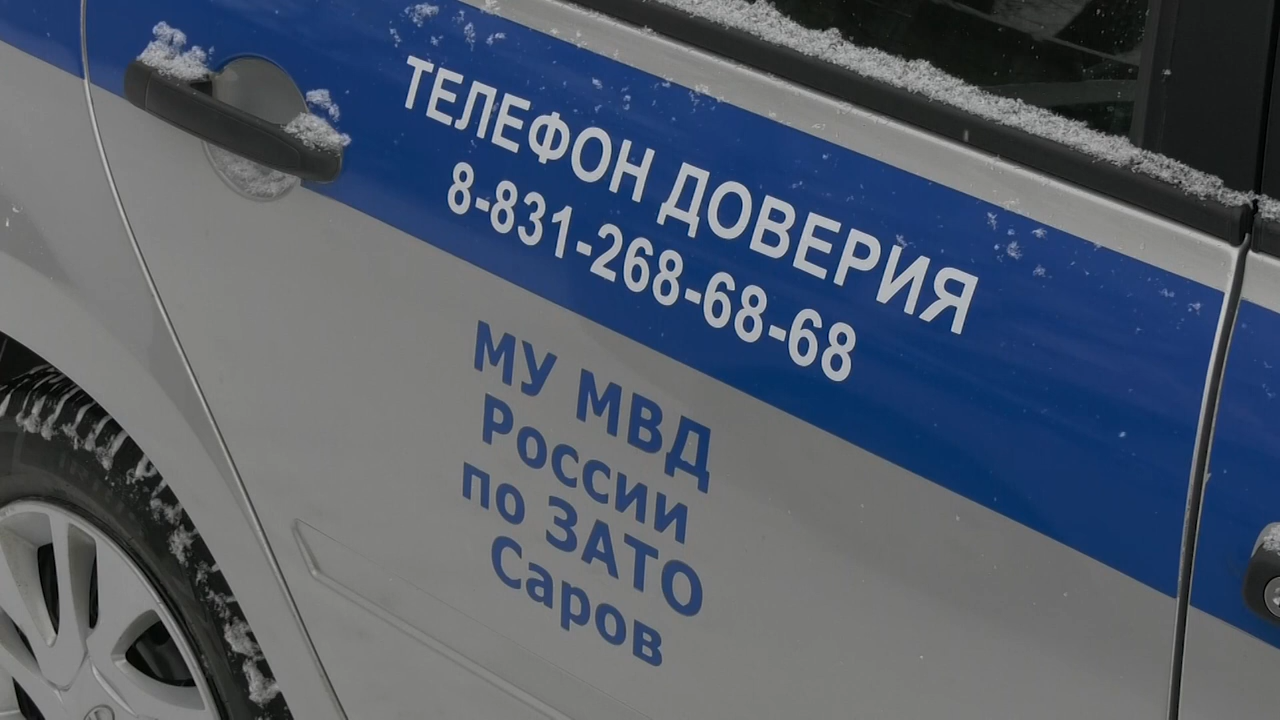 ТЕЛЕФОН ДОВЕРИЯ
8-831-268-68-68
МУ МВД
России
по ЗАТО
Саров